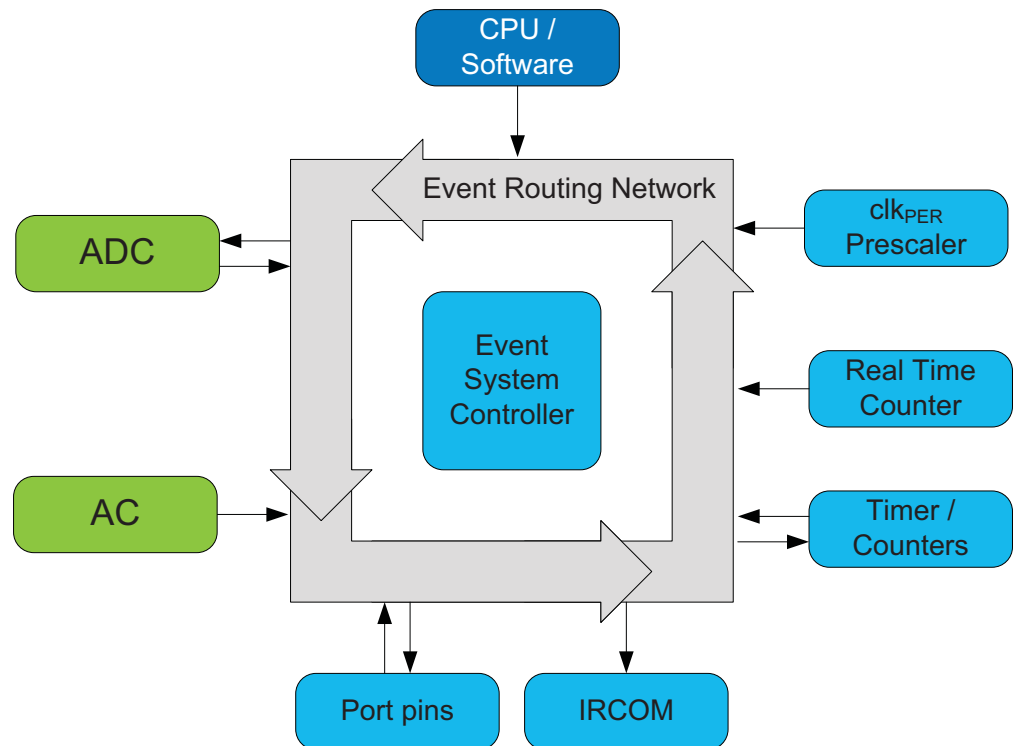 CPU /
Software
Event Routing Network
clkPER
Prescaler
ADC
Event
System
Controller
Real Time
Counter
AC
Timer /
Counters
Port pins
IRCOM